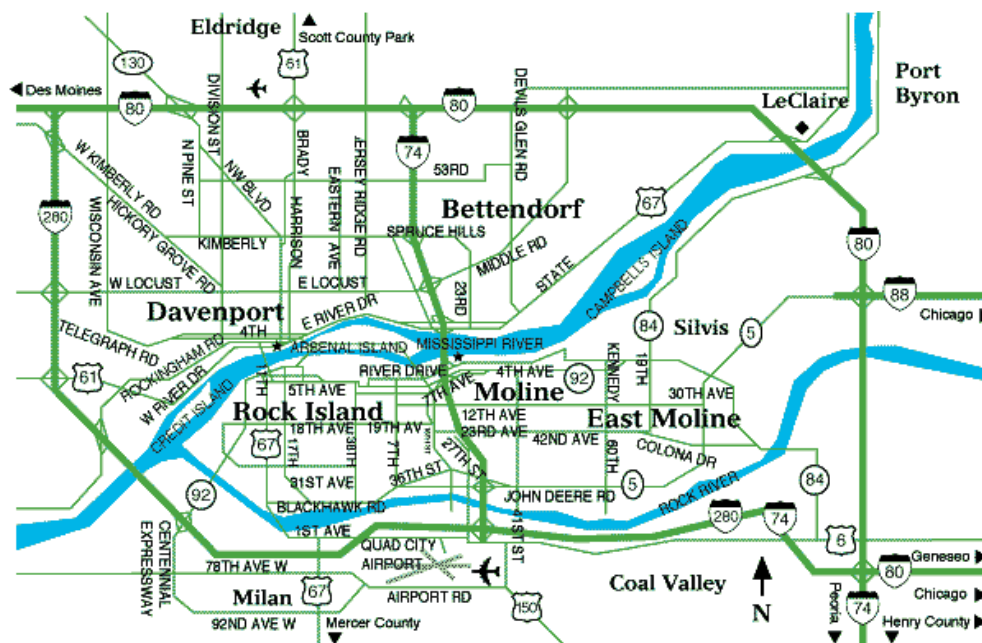 Eldridge
Scott County Park
61
130
Des Moines
80
80
Port
Byron
LeClaire
DIVISION ST
N PINE ST
NW BLVD
BRADY
HARRISON
EASTERN AVE
JERSEY RIDGE RD
74
DEVILS GLEN RD
53RD
W KIMBERLY RD
HICKORY GROVE RD
WISCONSIN AVE
280
Bettendorf
67
KIMBERLY
SPRUCE HILLS
MIDDLE RD
80
W LOCUST
E LOCUST
23RD
STATE
CAMPBELLS ISLAND
88
Chicago
Davenport
E RIVER DR
4TH
TELEGRAPH RD
ROCKINGHAM RD
W RIVER DR
ARSENAL ISLAND
MISSISSIPPI RIVER
84
Silvis
5
61
11TH
RIVER DRIVE
4TH AVE
92
KENNEDY
19TH
5TH AVE
7TH AVE
Moline
30TH AVE
CREDIT ISLAND
Rock Island
12TH AVE
East Moline
18TH AVE
19TH AV
23RD AVE
42ND AVE
COLONA DR
67
17TH
38TH
7TH
27TH ST
60TH
31ST AVE
36TH ST
92
BLACKHAWK RD
JOHN DEERE RD
5
ROCK RIVER
84
1ST AVE
41ST ST
280
74
6
CENTENNIAL
EXPRESSWAY
QUAD CITY
AIRPORT
78TH AVE W
Coal Valley
Geneseo
80
Chicago
Milan
67
AIRPORT RD
150
N
Peoria
74
92ND AVE W
Mercer County
Henry County